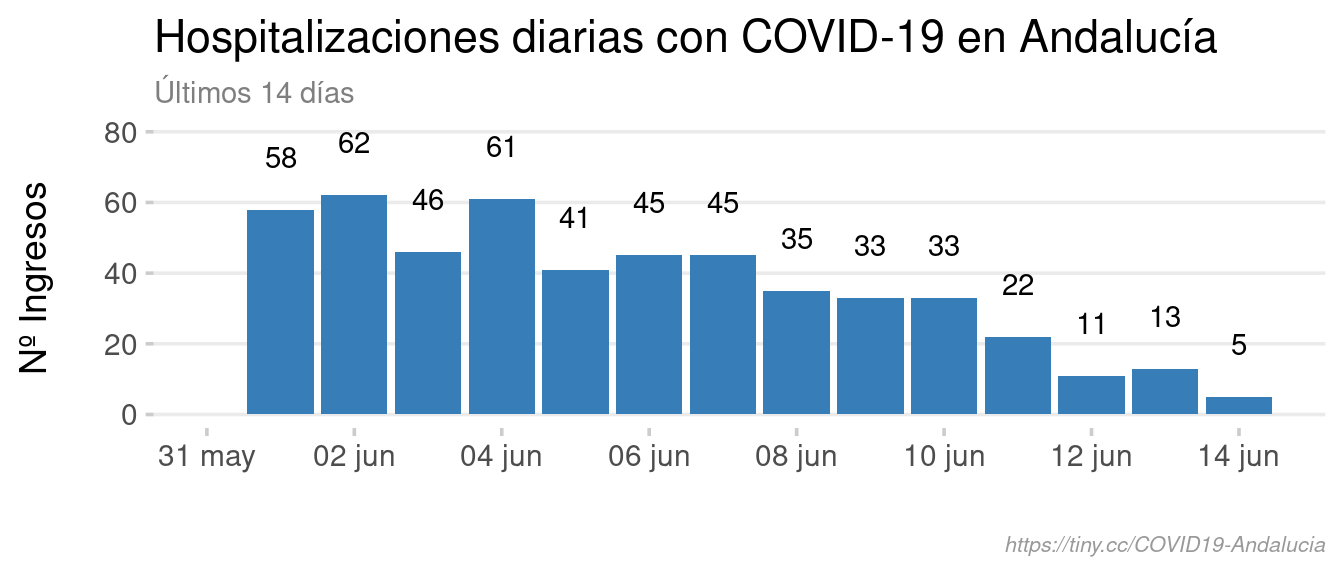 Hospitalizaciones diarias con COVID-19 en Andalucía
Últimos 14 días
Nº Ingresos
80
60
40
20
0
58
62
46
61
41
45
45
35
33
33
22
11
13
5
31 may
02 jun
04 jun
06 jun
08 jun
10 jun
12 jun
14 jun
https://tiny.cc/COVID19-Andalucia